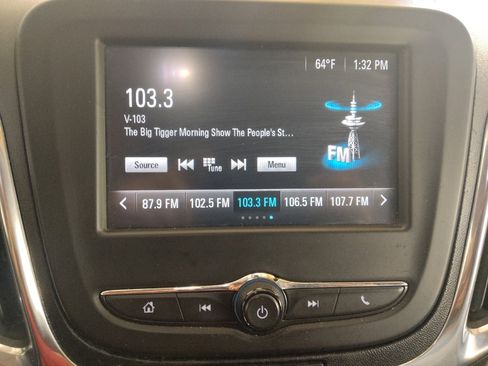 64°F 1:32 PM
103.3
V-103
The Big Tigger Morning Show The People's St...
FM
Source Tune Menu
87.9 FM 102.5 FM 103.3 FM 106.5 FM 107.7 FM